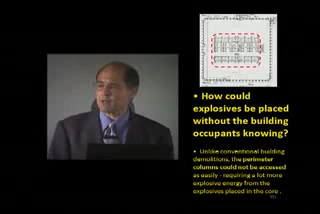 • How could
explosives be placed
without the building
occupants knowing?
• Unlike conventional building
demolitions, the perimeter
columns could not be accessed
as easily - requiring a lot more
explosive energy from the
explosives placed in the core .